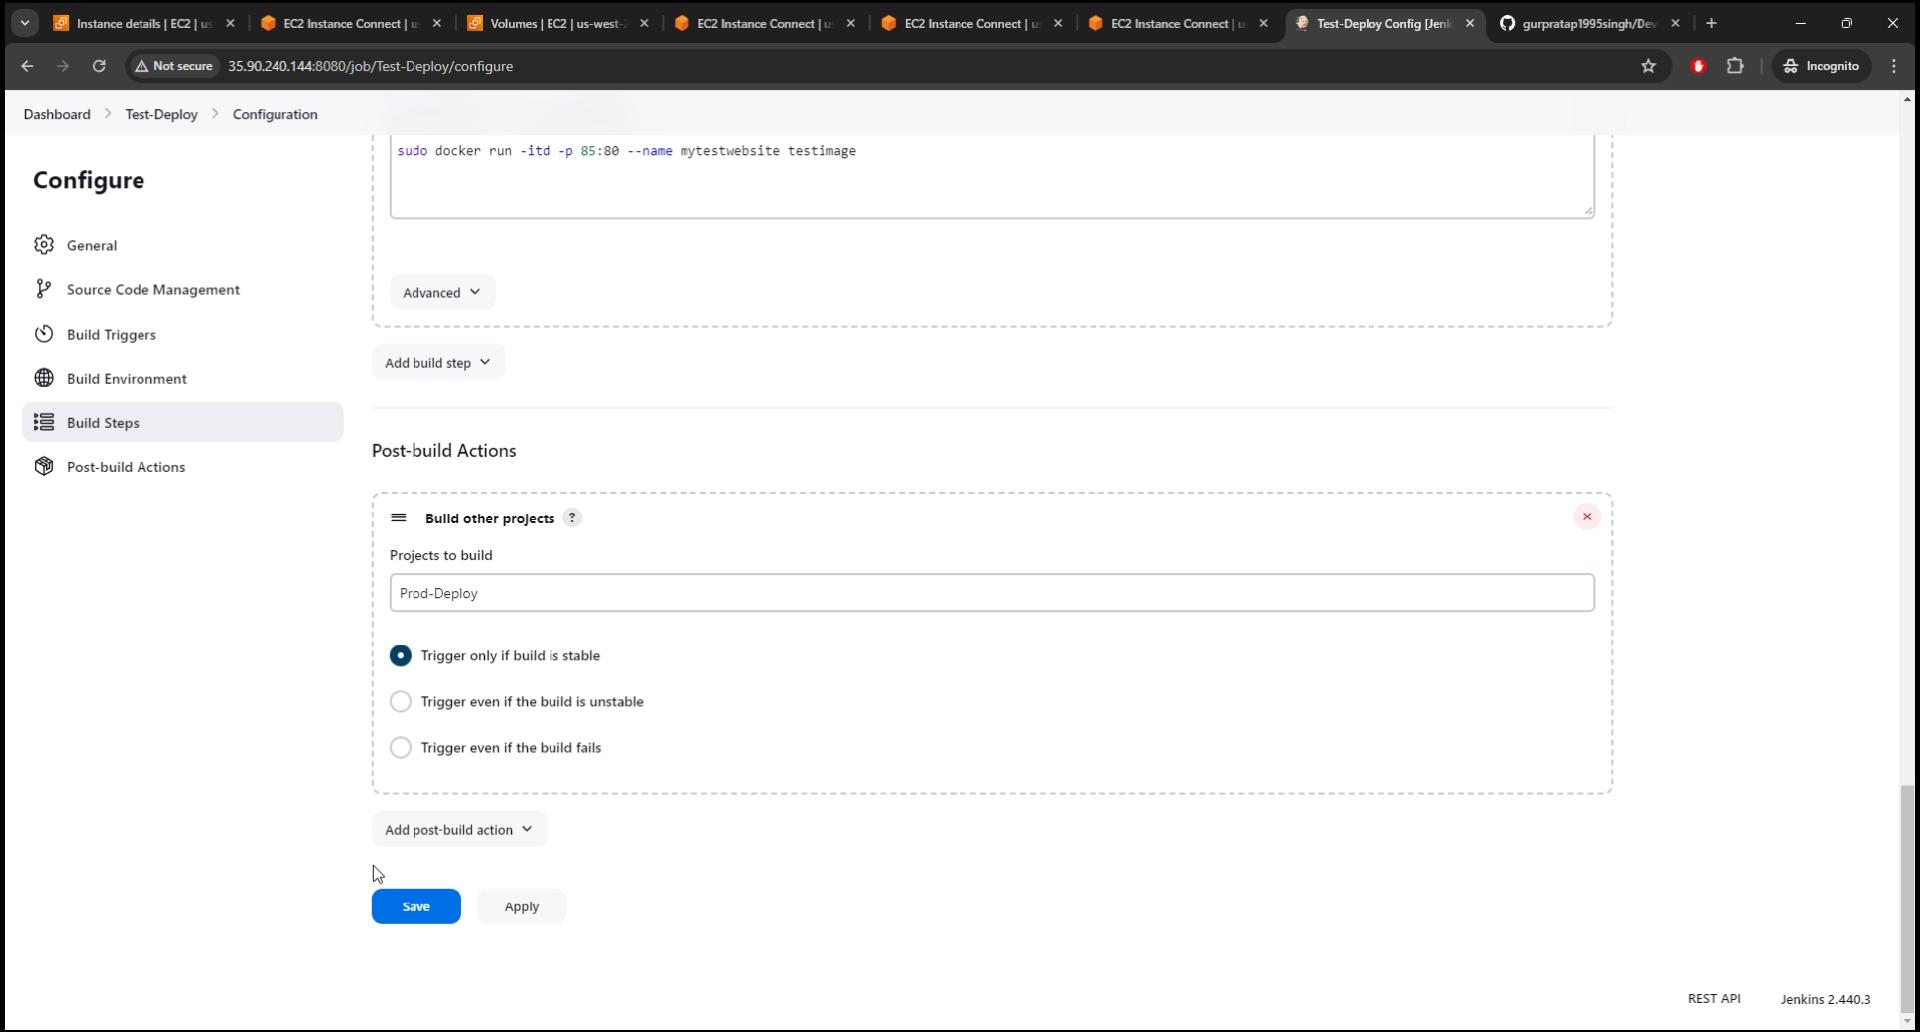 Instance details | EC2 | us
EC2 Instance Connect | u
Volumes | EC2 | us-west-2
EC2 Instance Connect | u
EC2 Instance Connect | u
EC2 Instance Connect | u
Test-Deploy Config [Jenk
gurpratap1995singh/Dev
Not secure
35.90.240.144:8080/job/Test-Deploy/configure
Incognito
Dashboard
Test-Deploy
Configuration
sudo docker run -itd -p 85:80 --name mytestwebsite testimage
Configure
General
Source Code Management
Build Triggers
Build Environment
Build Steps
Post-build Actions
Advanced
Add build step
Post-build Actions
Build other projects ?
Projects to build
Prod-Deploy
Trigger only if build is stable
Trigger even if the build is unstable
Trigger even if the build fails
Add post-build action
Save
Apply
REST API
Jenkins 2.440.3